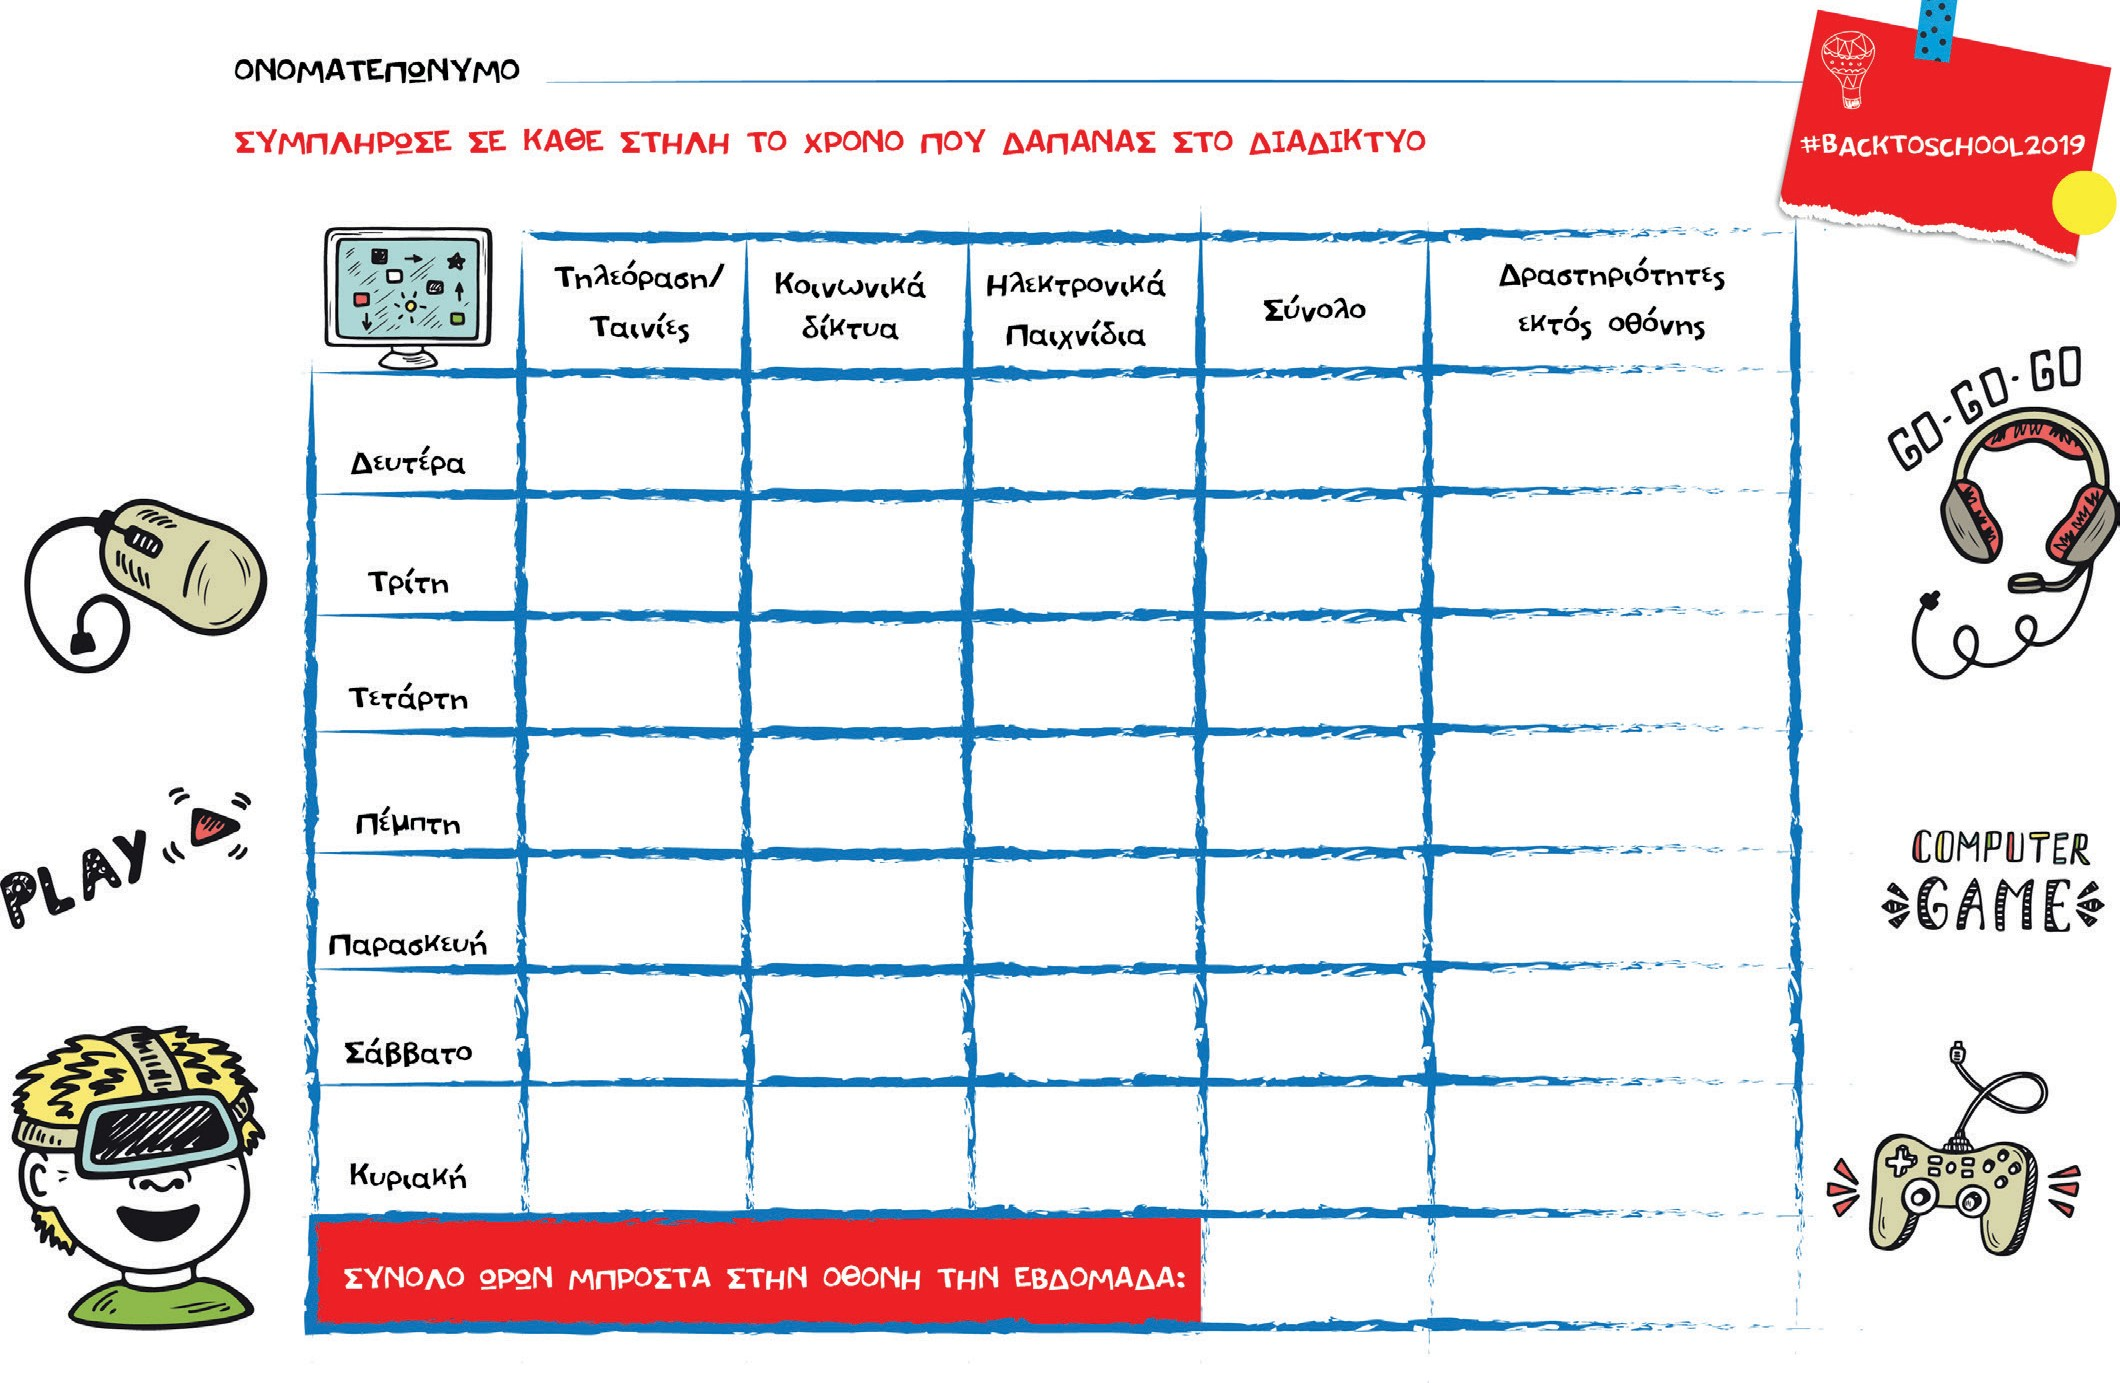 ΟΝΟΜΑΤΕΠΩΝΥΜΟ
ΣΥΜΠΛΗΡΩΣΕ ΣΕ ΚΑΘΕ ΣΤΗΛΗ ΤΟ ΧΡΟΝΟ ΠΟΥ ΔΑΠΑΝΑΣ ΣΤΟ ΔΙΑΔΙΚΤΥΟ
#BACKTOSCHOOL2019
Τηλεόραση/
Ταινίες
Κοινωνικά
δίκτυα
Ηλεκτρονικά
Παιχνίδια
Σύνολο
Δραστηριότητες
εκτός οθόνης
GO-GO-GO
Δευτέρα
Τρίτη
Τετάρτη
Πέμπτη
PLAY
COMPUTER
GAME
Παρασκευή
Σάββατο
Κυριακή
ΣΥΝΟΛΟ ΩΡΩΝ ΜΠΡΟΣΤΑ ΣΤΗΝ ΟΘΟΝΗ ΤΗΝ ΕΒΔΟΜΑΔΑ: